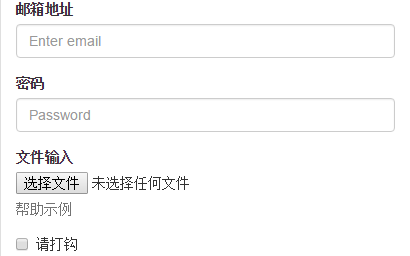 邮箱地址
Enter email
密码
Password
文件输入
选择文件 未选择任何文件
帮助示例
请打钩